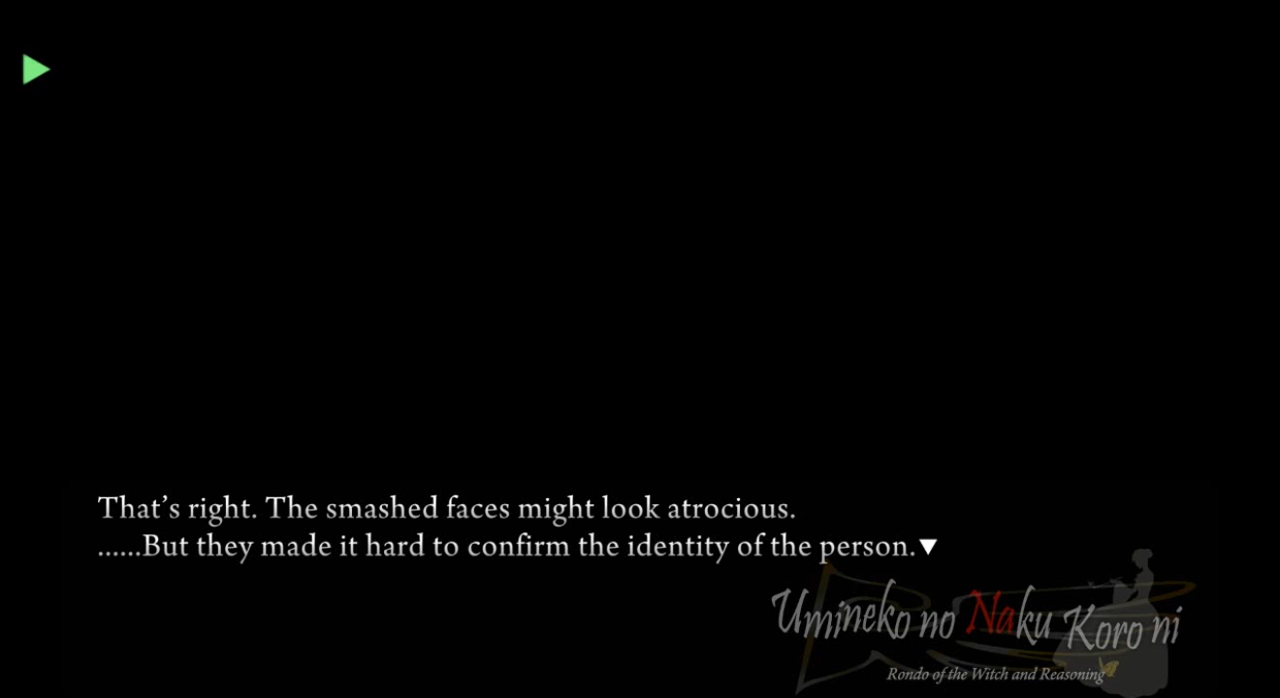 That’s right. The smashed faces might look atrocious.
......But they made it hard to confirm the identity of the person.
Umineko no Naku Koro ni
Rondo of the Witch and Reasoning